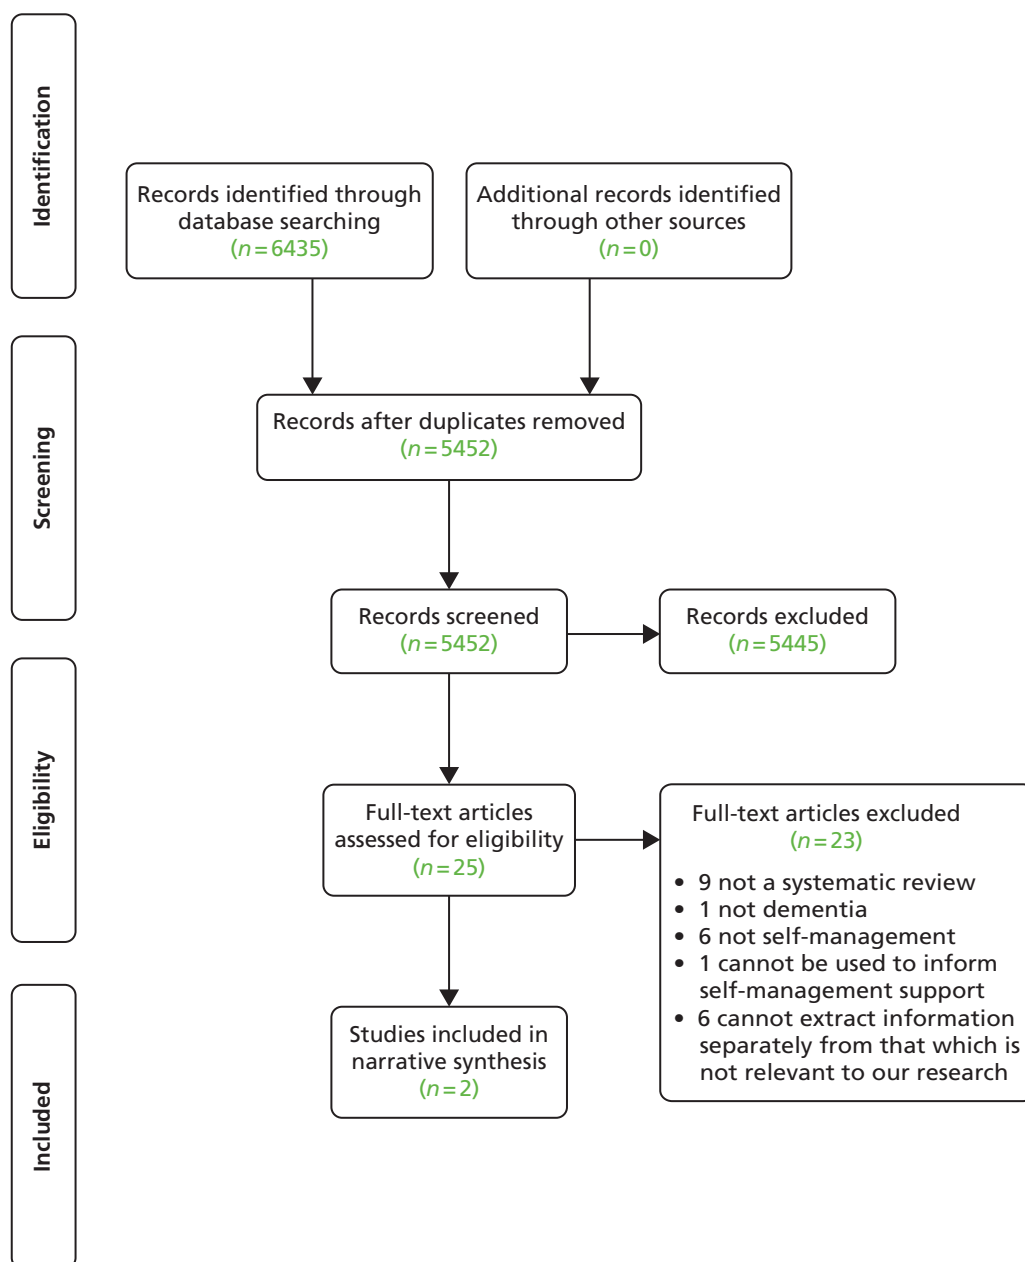 Identification
Records identified through
database searching
(n=6435)
Additional records identified
through other sources
(n=0)
Screening
Records after duplicates removed
(n=5452)
Records screened
(n=5452)
Records excluded
(n=5445)
Eligibility
Full-text articles
assessed for eligibility
(n=25)
Full-text articles excluded
(n=23)
• 9 not a systematic review
• 1 not dementia
• 6 not self-management
• 1 cannot be used to inform
self-management support
• 6 cannot extract information
separately from that which is
not relevant to our research
Included
Studies included in
narrative synthesis
(n=2)